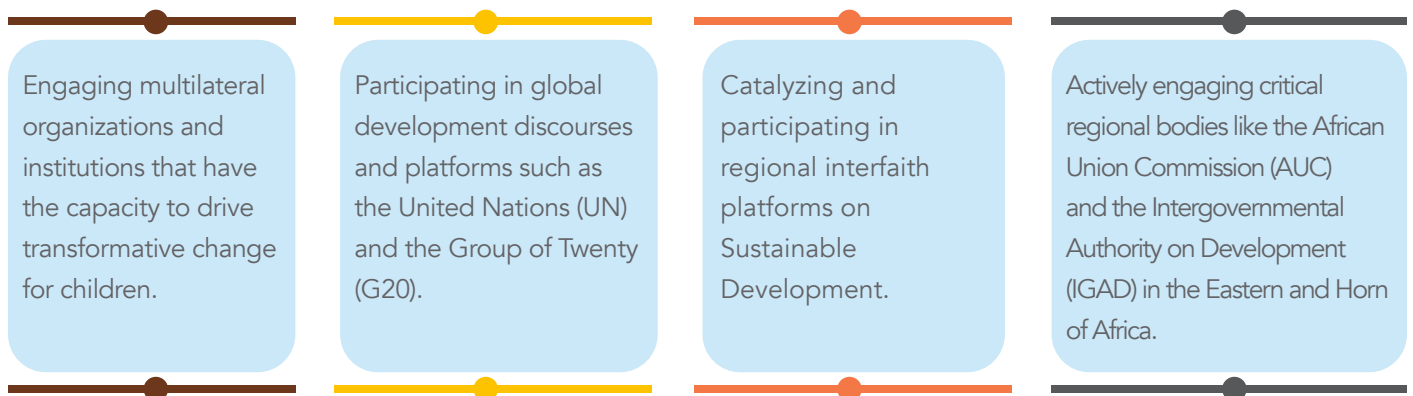 Engaging multilateral
organizations and
institutions that have
the capacity to drive
transformative change
for children.
Participating in global
development discourses
and platforms such as
the United Nations (UN)
and the Group of Twenty
(G20).
Catalyzing and
participating in
regional interfaith
platforms on
Sustainable
Development.
Actively engaging critical
regional bodies like the African
Union Commission (AUC)
and the Intergovernmental
Authority on Development
(IGAD) in the Eastern and Horn
of Africa.